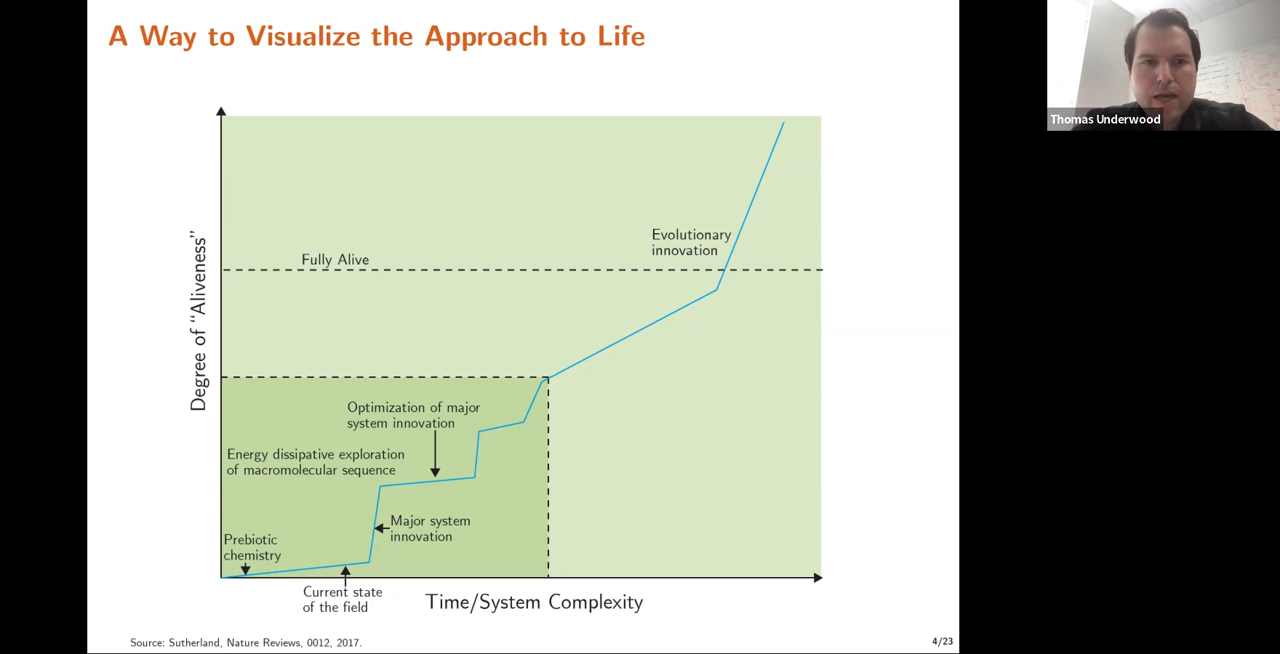 A Way to Visualize the Approach to Life
Thomas Underwood
Evolutionary
innovation
Fully Alive
Degree of “Aliveness”
Optimization of major
system innovation
Energy dissipative exploration
of macromolecular sequence
Major system
innovation
Prebiotic
chemistry
Current state
of the field
Time/System Complexity
Source: Sutherland, Nature Reviews, 0012, 2017.
4/23